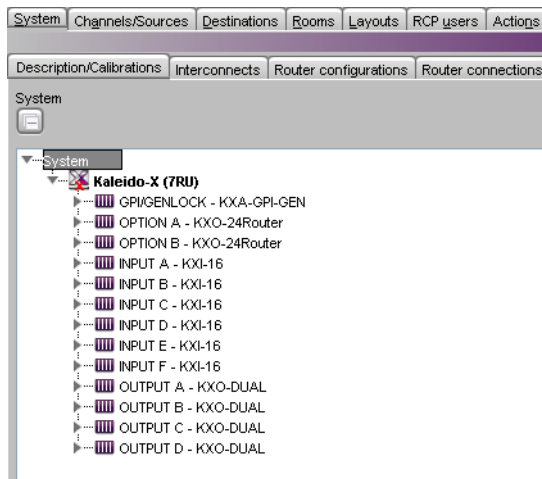 System Channels/Sources Destinations Rooms Layouts RCP users Actions
Description/Calibrations Interconnects Router configurations Router connections
System
System
Kaleido-X (7RU)
GPI/GENLOCK - KXA-GPI-GEN
OPTION A - KXO-24Router
OPTION B - KXO-24Router
INPUT A - KXI-16
INPUT B - KXI-16
INPUT C - KXI-16
INPUT D - KXI-16
INPUT E - KXI-16
INPUT F - KXI-16
OUTPUT A - KXO-DUAL
OUTPUT B - KXO-DUAL
OUTPUT C - KXO-DUAL
OUTPUT D - KXO-DUAL